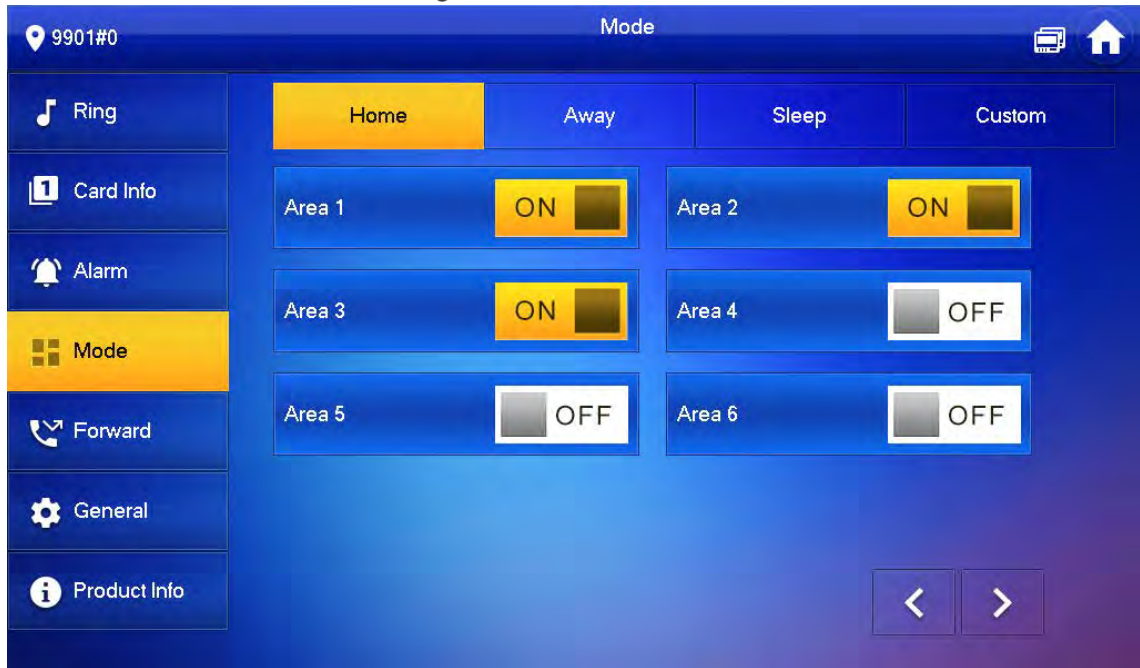 9901#0
Mode
Ring
Home
Away
Sleep
Custom
1
Card Info
Area 1
ON
Area 2
ON
Alarm
Area 3
ON
Area 4
OFF
Mode
Area 5
OFF
Area 6
OFF
Forward
General
Product Info